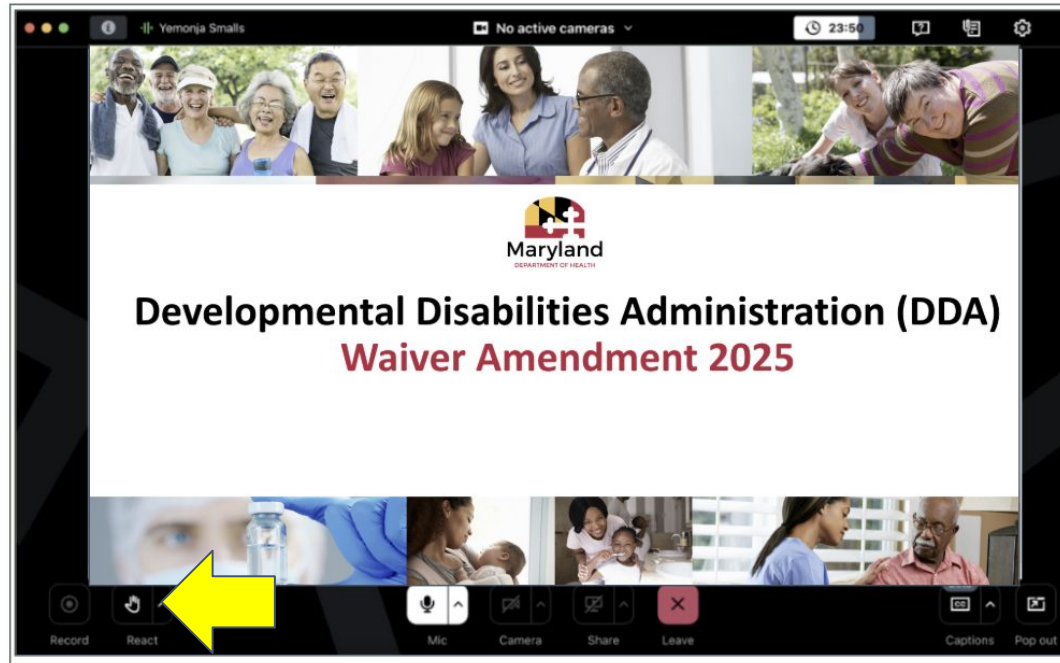 Yemonja Smalls
No active cameras
23:50
Maryland
DEPARTMENT OF HEALTH
Developmental Disabilities Administration (DDA)
Waiver Amendment 2025
CC
Record
React
Mic
Camera
Share
Leave
Captions
Pop out